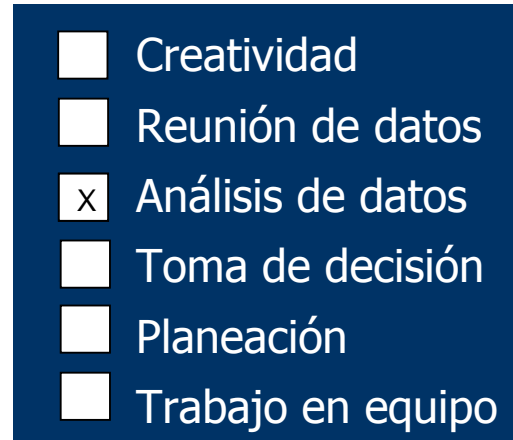 Creatividad
Reunión de datos
x Análisis de datos
Toma de decisión
Planeación
Trabajo en equipo